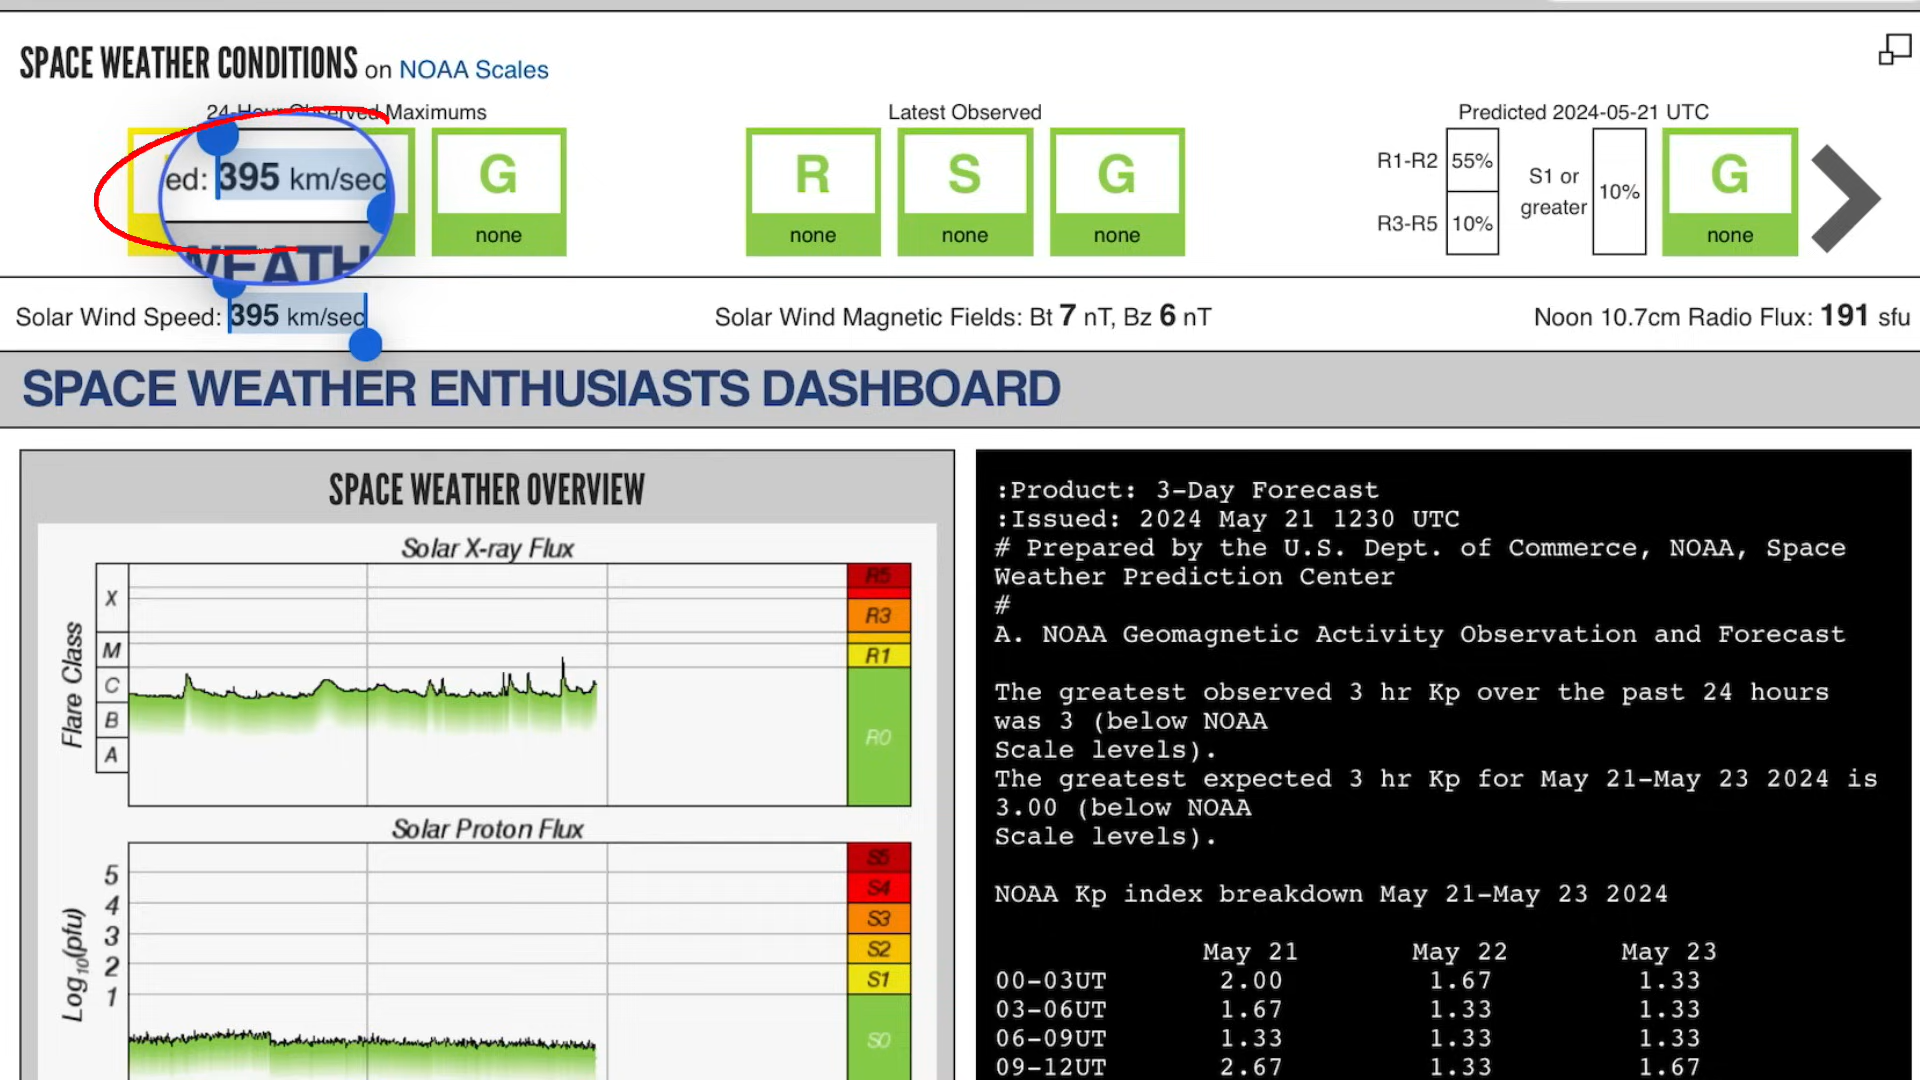 SPACE WEATHER CONDITIONS on NOAA Scales
24-Hour Observed Maximums
Latest Observed
Predicted 2024-05-21 UTC
ed: 395 km/sec
WEATH
G
none
R
none
S
none
G
none
R1-R2 55%
R3-R5 10%
S1 or
greater
10%
G
none
Solar Wind Speed: 395 km/sec
Solar Wind Magnetic Fields: Bt 7 nT, Bz 6 nT
Noon 10.7cm Radio Flux: 191 sfu
SPACE WEATHER ENTHUSIASTS DASHBOARD
SPACE WEATHER OVERVIEW
Solar X-ray Flux
Flare Class
X
M
C
B
A
R5
R3
R1
R0
Solar Proton Flux
Log10(pfu)
5
4
3
2
1
S5
S4
S3
S2
S1
S0
:Product: 3-Day Forecast
:Issued: 2024 May 21 1230 UTC
# Prepared by the U.S. Dept. of Commerce, NOAA, Space
Weather Prediction Center
#
A. NOAA Geomagnetic Activity Observation and Forecast
The greatest observed 3 hr Kp over the past 24 hours
was 3 (below NOAA
Scale levels).
The greatest expected 3 hr Kp for May 21-May 23 2024 is
3.00 (below NOAA
Scale levels).
NOAA Kp index breakdown May 21-May 23 2024
May 21 May 22 May 23
00-03UT 2.00 1.67 1.33
03-06UT 1.67 1.33 1.33
06-09UT 1.33 1.33 1.33
09-12UT 2.67 1.33 1.67